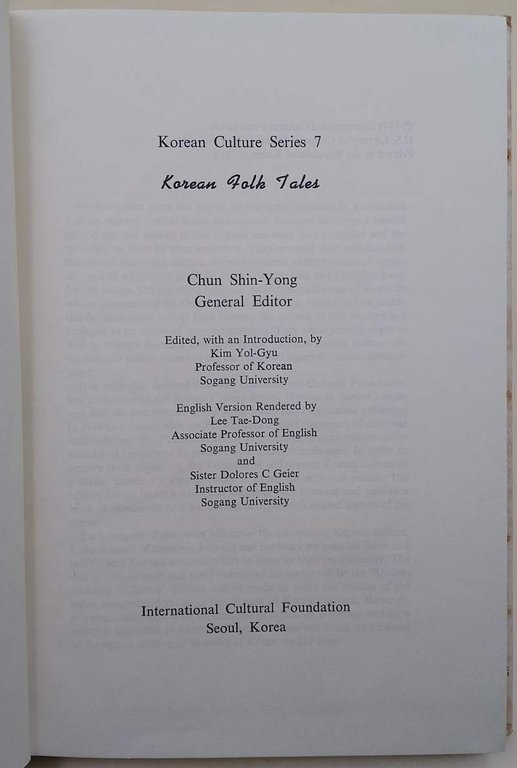 Korean Culture Series 7
Korean Folk Tales
Chun Shin-Yong
General Editor
Edited, with an Introduction, by
Kim Yol-Gyu
Professor of Korean
Sogang University
English Version Rendered by
Lee Tae-Dong
Associate Professor of English
Sogang University
and
Sister Dolores C Geier
Instructor of English
Sogang University
International Cultural Foundation
Seoul, Korea